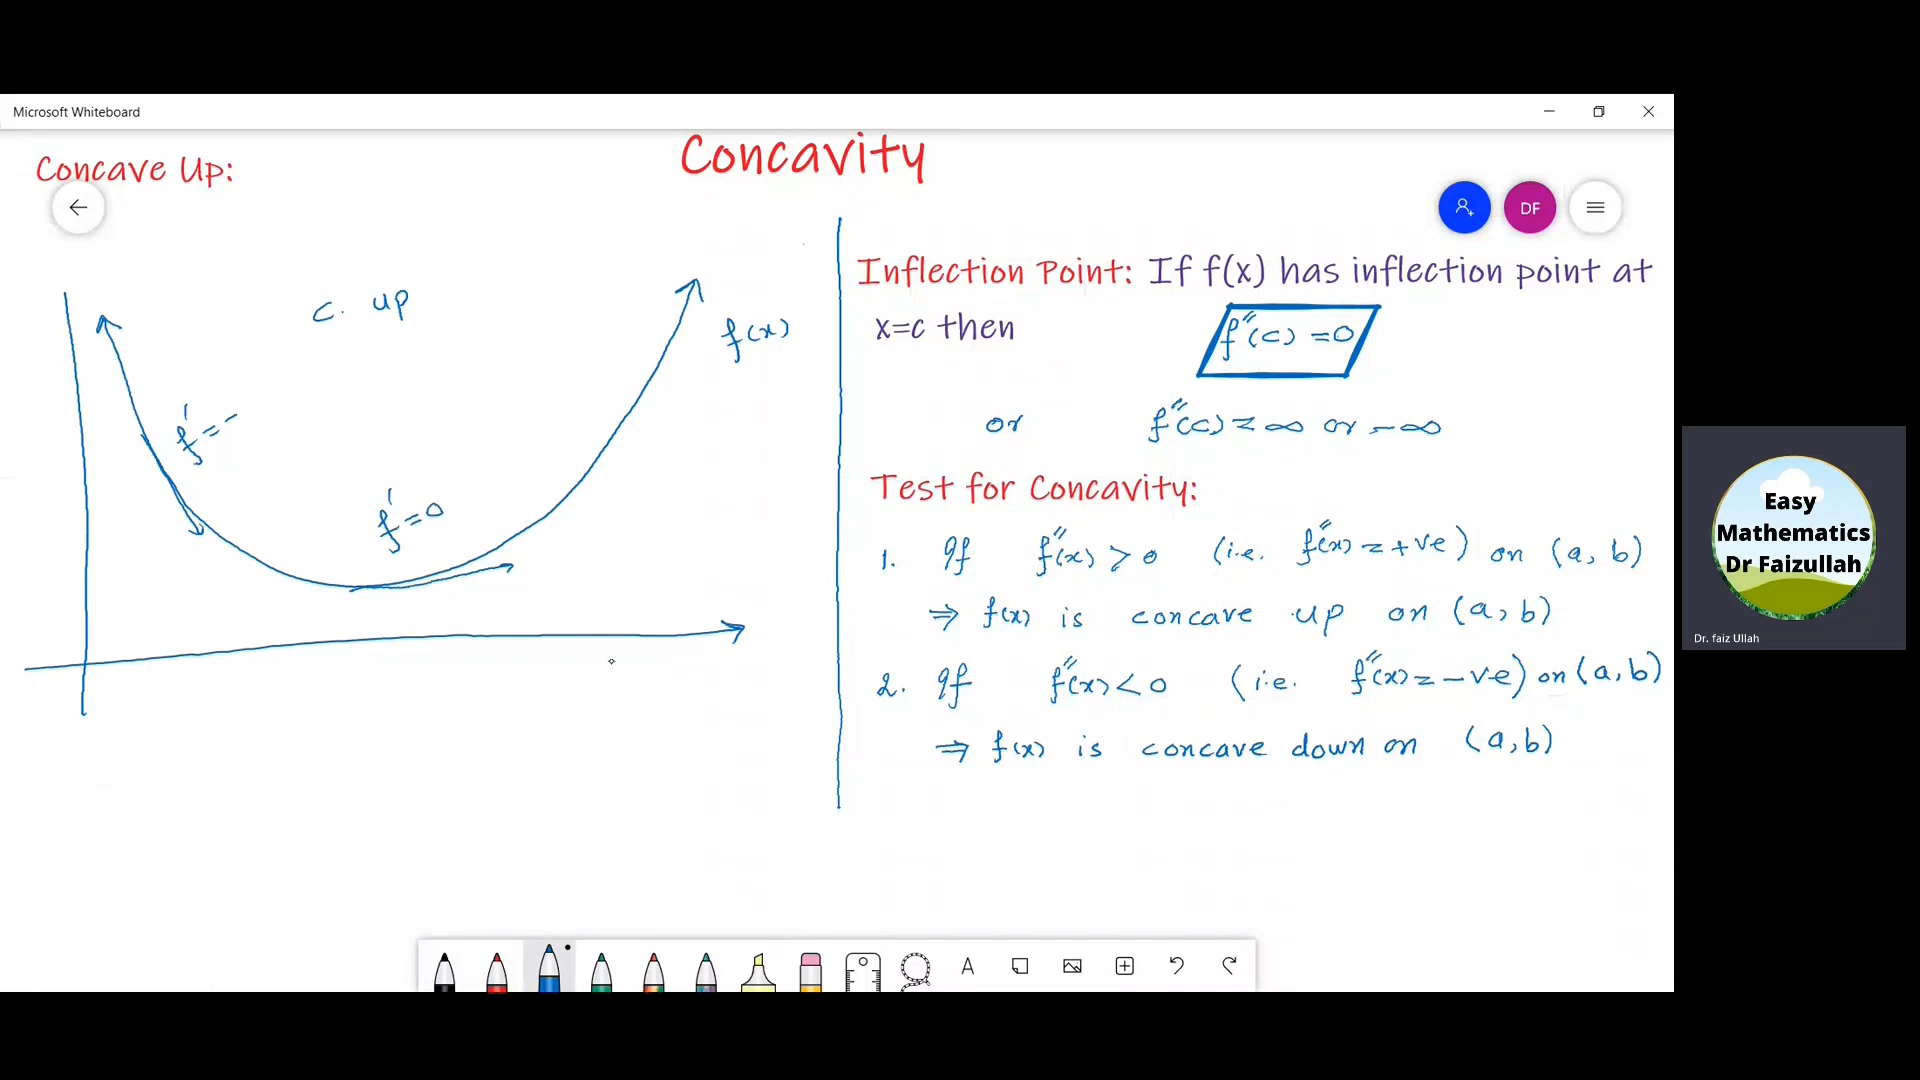 Microsoft Whiteboard
Concavity
Concave Up:
DF
c. up
f(x)
f' = -
f' = 0
Inflection Point: If f(x) has inflection point at
x=c then
f''(c) = 0
or f''(c) = ∞ or -∞
Test for Concavity:
1. If f''(x) > 0 (i.e. f''(x) = +ve) on (a, b)
⇒ f(x) is concave up on (a, b)
2. If f''(x) < 0 (i.e. f''(x) = -ve) on (a, b)
⇒ f(x) is concave down on (a, b)
A
Easy
Mathematics
Dr Faizullah
Dr. faiz Ullah